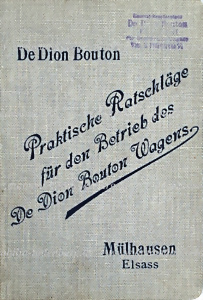 De Dion Bouton
Praktische Ratschläge
für den Betrieb des
De Dion Bouton Wagens
Mülhausen
Elsass